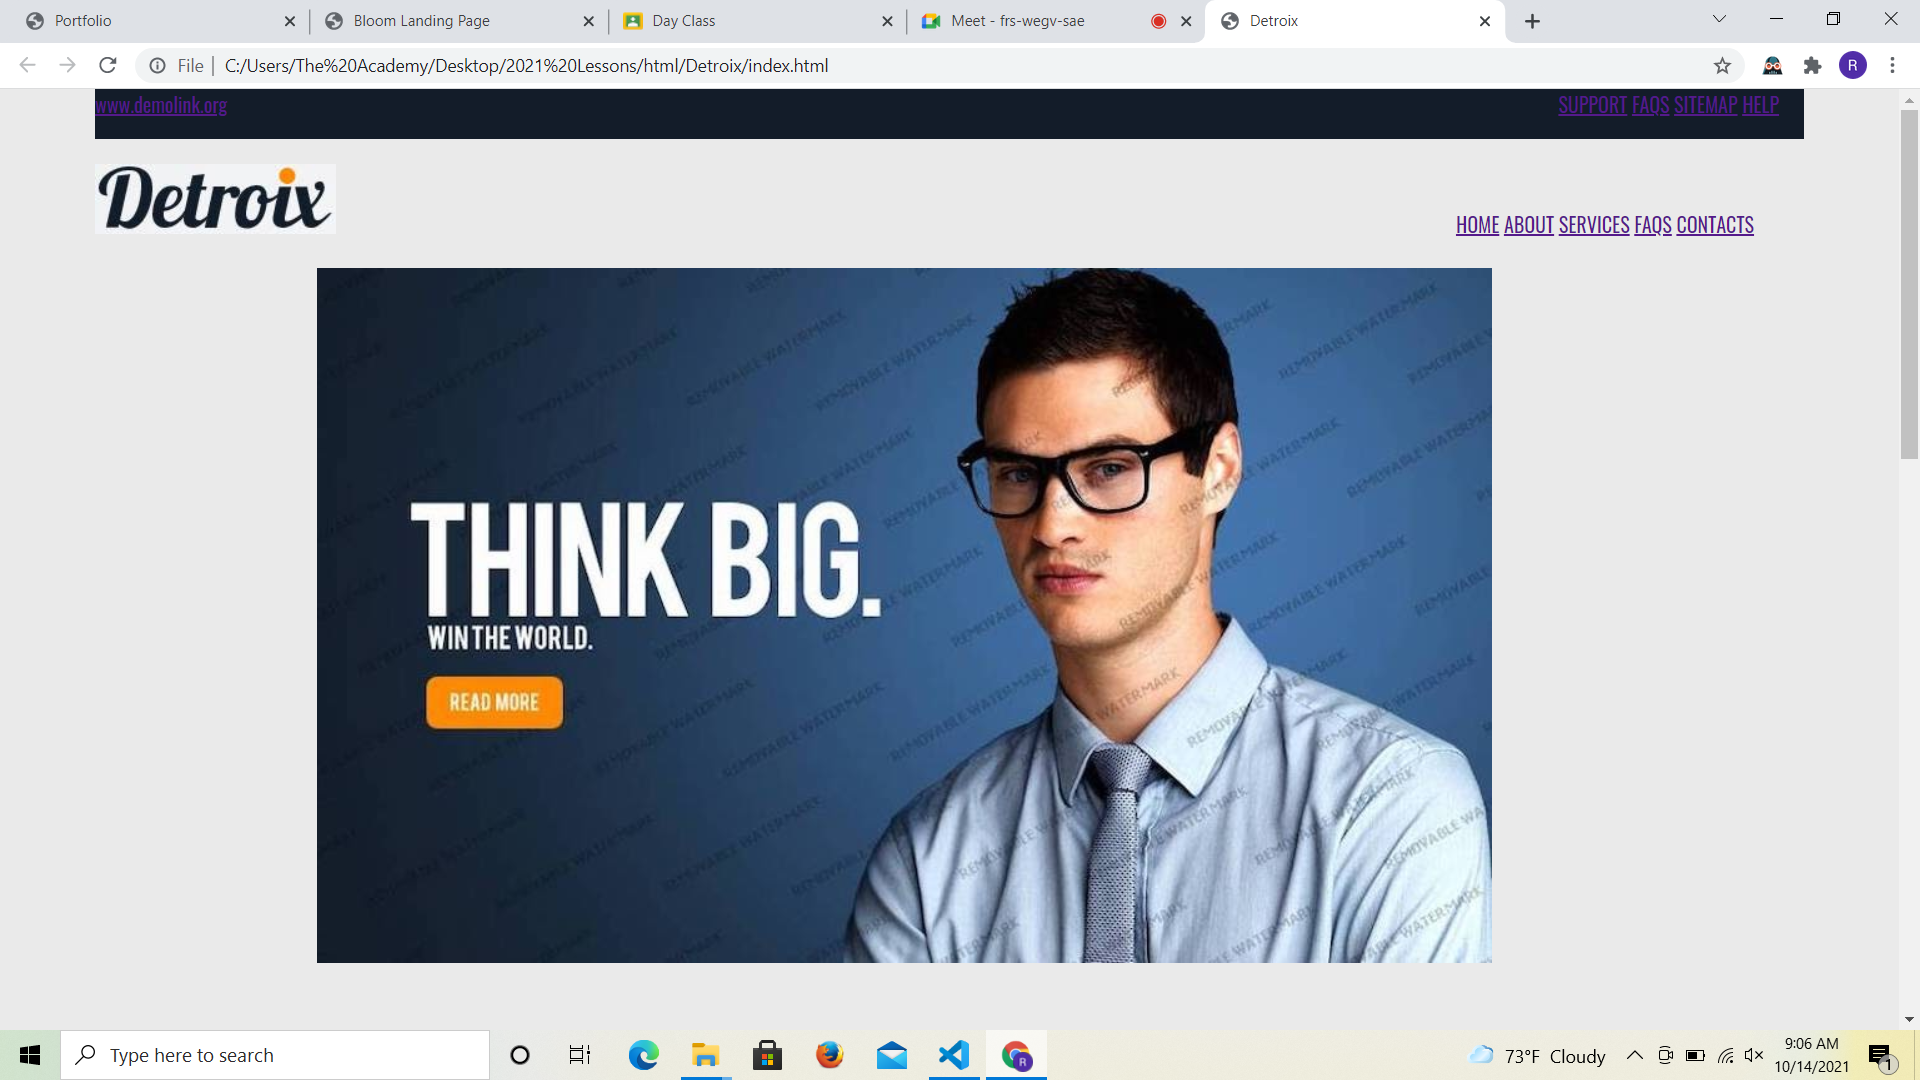 Portfolio
Bloom Landing Page
Day Class
Meet - frs-wegv-sae
Detroix
File
C:/Users/The%20Academy/Desktop/2021%20Lessons/html/Detroix/index.html
R
www.demolink.org
SUPPORT FAQS SITEMAP HELP
Detroix
HOME ABOUT SERVICES FAQS CONTACTS
THINK BIG.
WIN THE WORLD.
READ MORE
REMOVABLE WATERMARK
Type here to search
R
73°F Cloudy
9:06 AM
10/14/2021
1